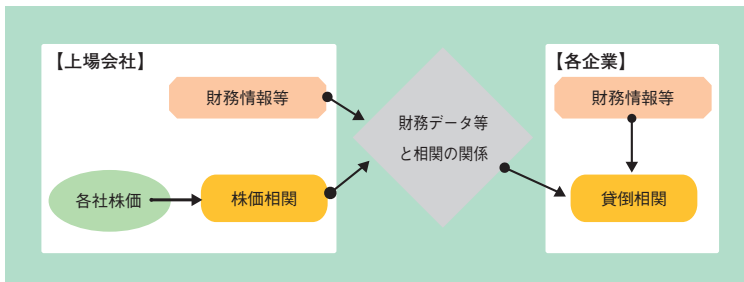 【上場会社】
財務情報等
各社株価
株価相関
財務データ等
と相関の関係
【各企業】
財務情報等
貸倒相関